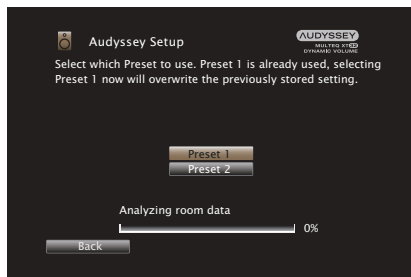 Audyssey Setup
AUDYSSEY
MULTEQ XT32
DYNAMIC VOLUME
Select which Preset to use. Preset 1 is already used, selecting
Preset 1 now will overwrite the previously stored setting.
Preset 1
Preset 2
Analyzing room data
0%
Back